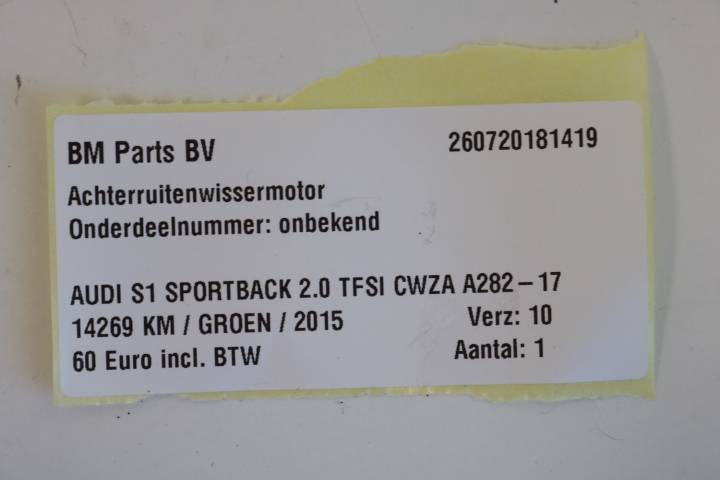 BM Parts BV 260720181419
Achterruitenwissermotor
Onderdeelnummer: onbekend
AUDI S1 SPORTBACK 2.0 TFSI CWZA A282-17
14269 KM / GROEN / 2015 Verz: 10
60 Euro incl. BTW Aantal: 1